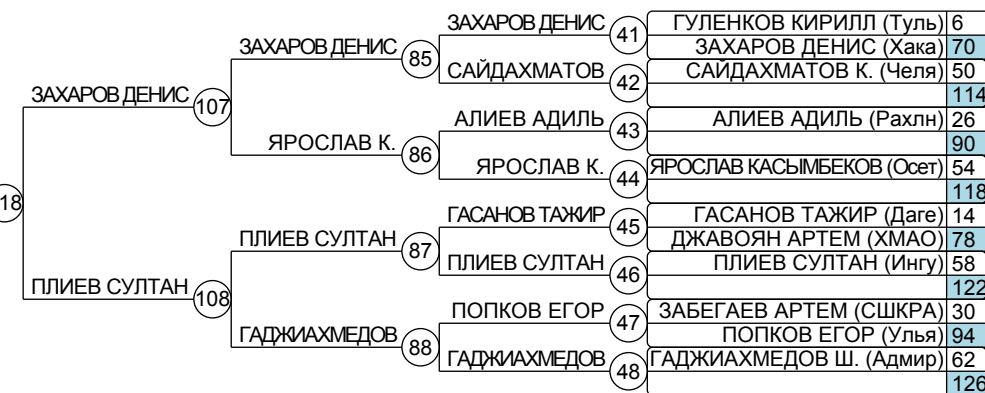 ЗАХАРОВ ДЕНИС 41 ГУЛЕНКОВ КИРИЛЛ (Туль) 6
ЗАХАРОВ ДЕНИС 85 ЗАХАРОВ ДЕНИС (Хака) 70
САЙДАХМАТОВ 42 САЙДАХМАТОВ К. (Челя) 50
114
ЗАХАРОВ ДЕНИС 107
АЛИЕВ АДИЛЬ 43 АЛИЕВ АДИЛЬ (Рахлн) 26
ЯРОСЛАВ К. 86 90
ЯРОСЛАВ К. 44 ЯРОСЛАВ КАСЫМБЕКОВ (Осет) 54
118
18
ГАСАНОВ ТАЖИР 45 ГАСАНОВ ТАЖИР (Даге) 14
ПЛИЕВ СУЛТАН 87 ДЖАВОЯН АРТЕМ (ХМАО) 78
ПЛИЕВ СУЛТАН 46 ПЛИЕВ СУЛТАН (Ингу) 58
122
ПЛИЕВ СУЛТАН 108
ПОПКОВ ЕГОР 47 ЗАБЕГАЕВ АРТЕМ (СШКРА) 30
ГАДЖИАХМЕДОВ 88 ПОПКОВ ЕГОР (Улья) 94
ГАДЖИАХМЕДОВ 48 ГАДЖИАХМЕДОВ Ш. (Адмир) 62
126